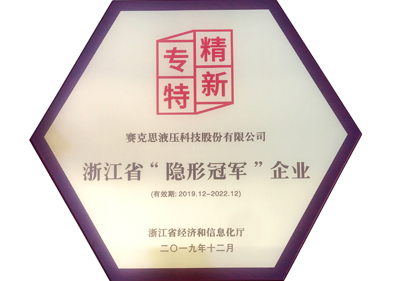 专精
特新
赛克思液压科技股份有限公司
浙江省“隐形冠军”企业
(有效期: 2019.12-2022.12)
浙江省经济和信息化厅
二〇一九年十二月